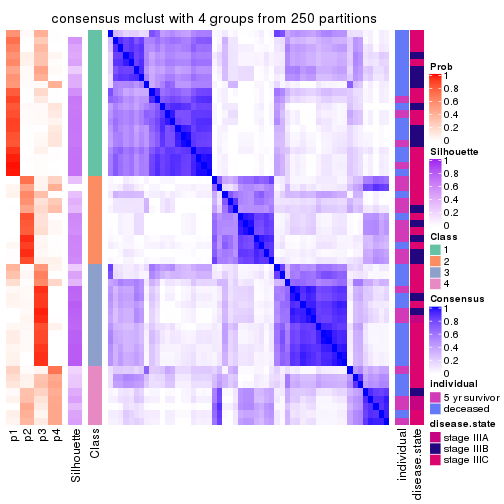 consensus mclust with 4 groups from 250 partitions
Prob
1
0.8
0.6
0.4
0.2
0
Silhouette
1
0.8
0.6
0.4
0.2
0
Class
1
2
3
4
Consensus
1
0.8
0.6
0.4
0.2
0
individual
5 yr survivor
deceased
disease.state
stage IIIA
stage IIIB
stage IIIC
p1
p2
p3
p4
Silhouette
Class
individual
disease.state